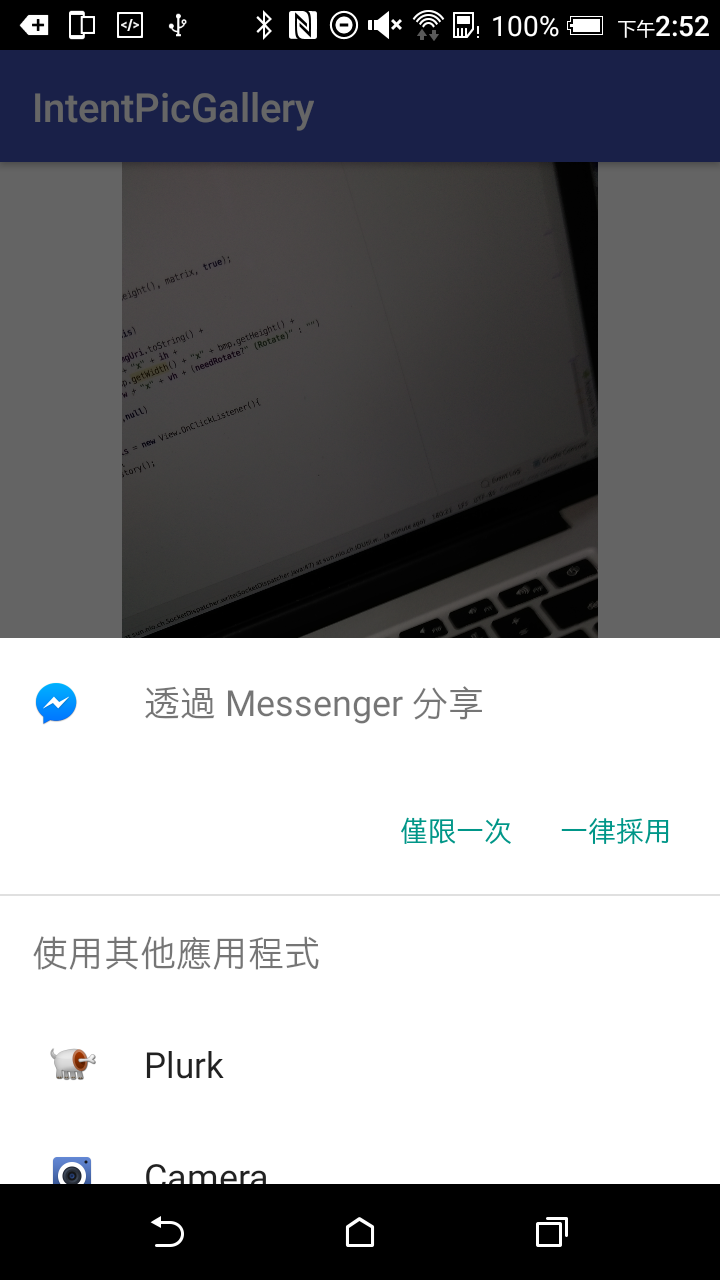 100% 下午2:52
IntentPicGallery
eight(), matrix, true);
is)
ngUri.toString() +
"x" + ih +
p.getWidth() + "x" + bmp.getHeight() +
w + "x" + vh + (needRotate?" (Rotate)" : "")
,null)
= new View.OnClickListener(){
tory();
透過 Messenger 分享
僅限一次 一律採用
使用其他應用程式
Plurk
Camera